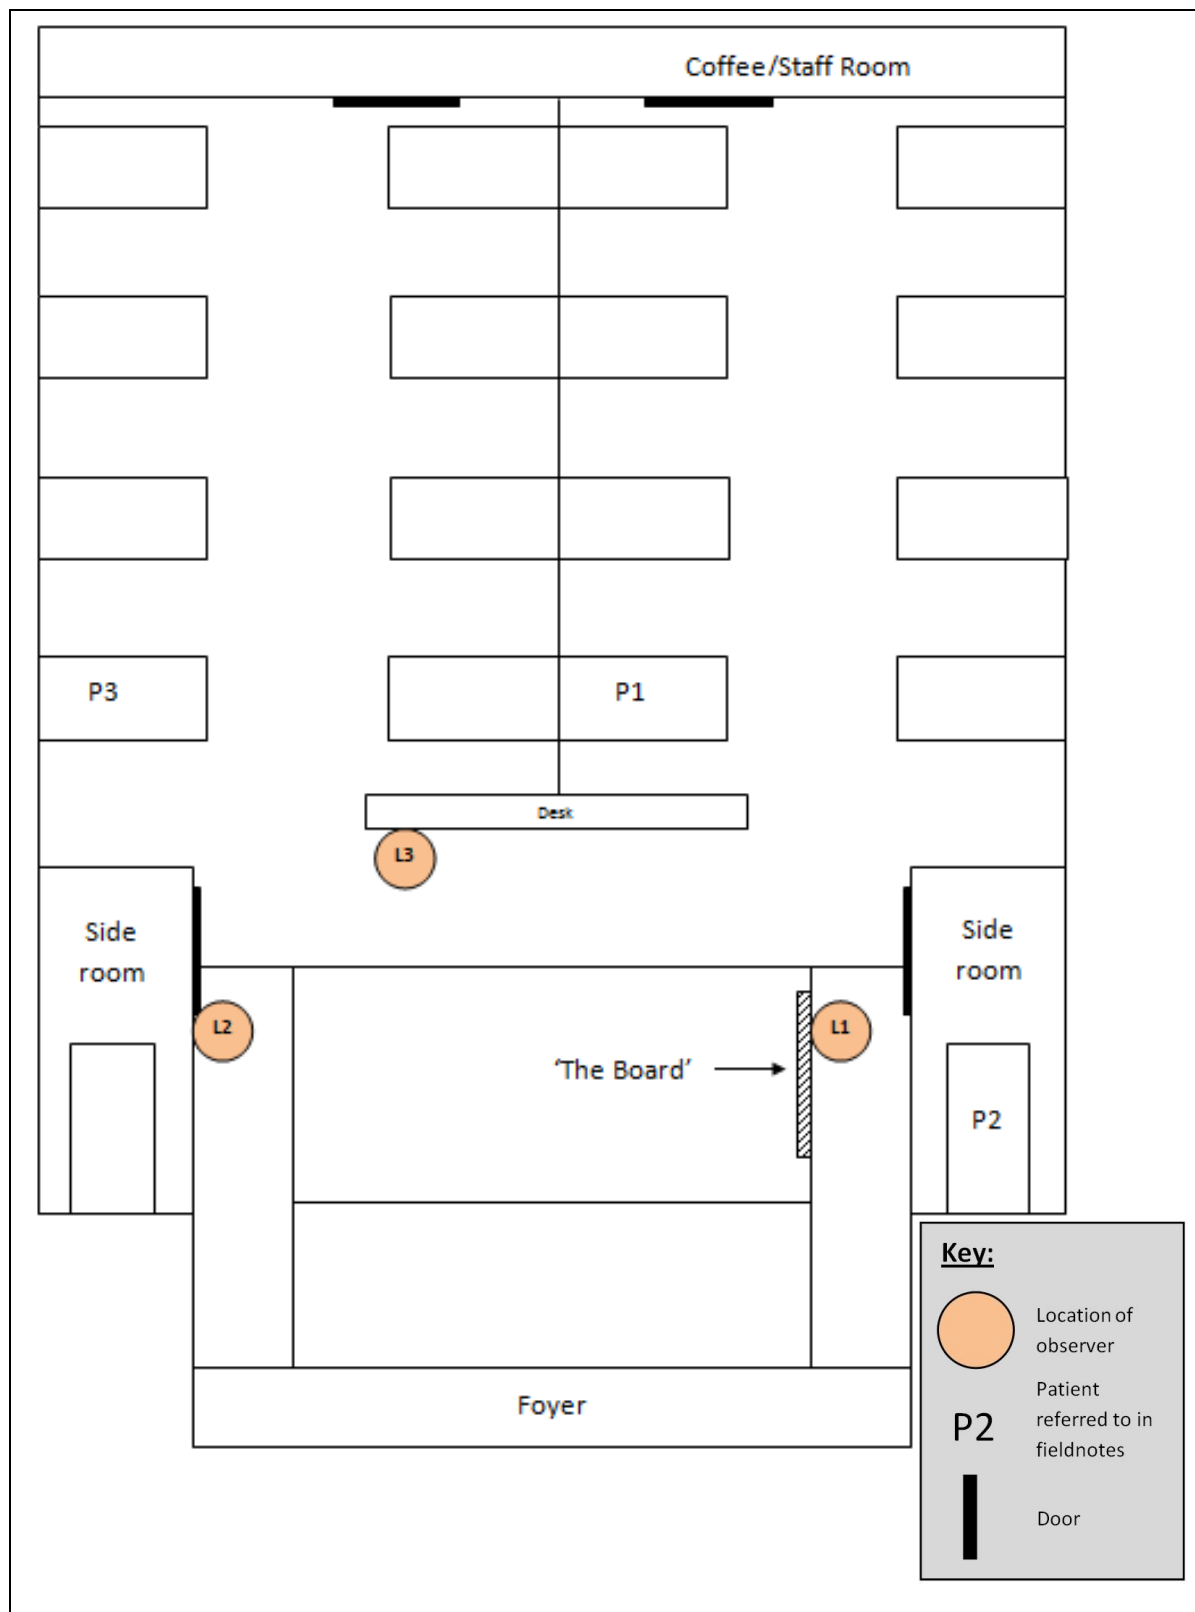 Coffee/Staff Room
P3
P1
Desk
L3
Side
room
Side
room
L2
L1
‘The Board’
P2
Key:
Location of
observer
Patient
P2
referred to in
fieldnotes
Door
Foyer